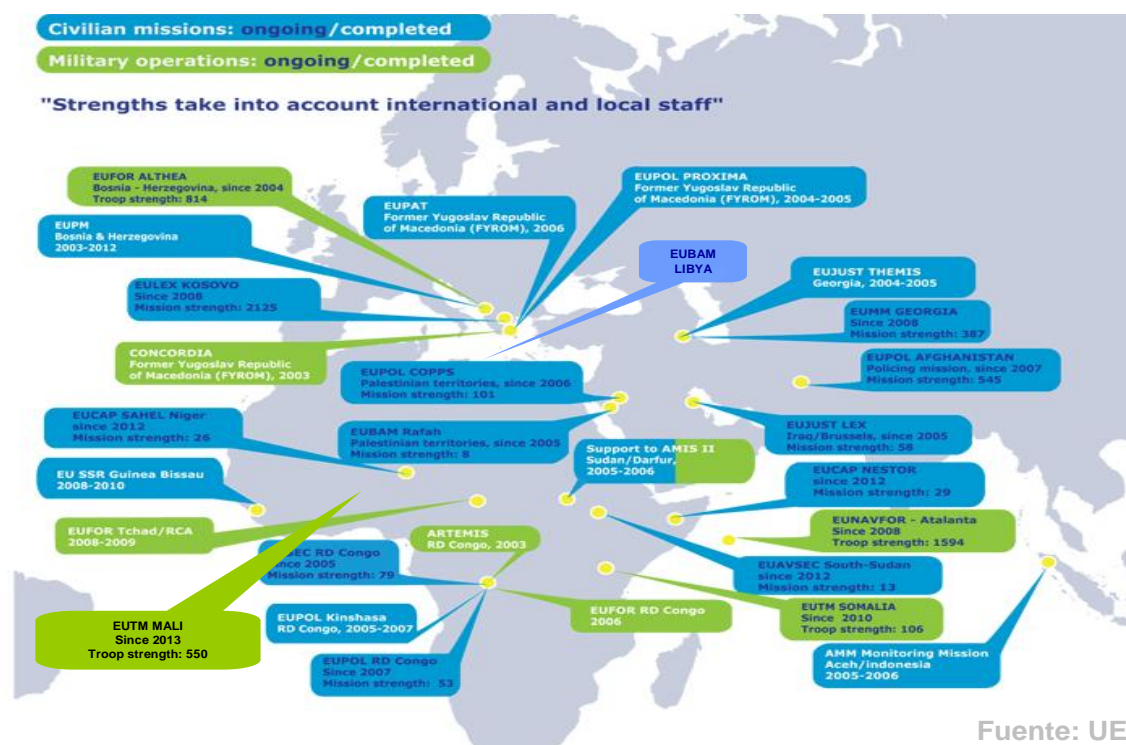 Civilian missions: ongoing/completed
Military operations: ongoing/completed
"Strengths take into account international and local staff"
EUFOR ALTHEA
Bosnia - Herzegovina, since 2004
Troop strength: 814
EUPM
Bosnia & Herzegovina
2003-2012
EUPAT
Former Yugoslav Republic
of Macedonia (FYROM), 2006
EUPOL PROXIMA
Former Yugoslav Republic
of Macedonia (FYROM), 2004-2005
EUBAM
LIBYA
EULEX KOSOVO
Since 2008
Mission strength: 2125
EUJUST THEMIS
Georgia, 2004-2005
EUMM GEORGIA
Since 2008
Mission strength: 387
CONCORDIA
Former Yugoslav Republic
of Macedonia (FYROM), 2003
EUPOL COPPS
Palestinian territories, since 2006
Mission strength: 101
EUPOL AFGHANISTAN
Policing mission, since 2007
Mission strength: 545
EUCAP SAHEL Niger
since 2012
Mission strength: 26
EUBAM Rafah
Palestinian territories, since 2005
Mission strength: 8
EUJUST LEX
Iraq/Brussels, since 2005
Mission strength: 58
Support to AMIS II
Sudan/Darfur,
2005-2006
EU SSR Guinea Bissau
2008-2010
EUCAP NESTOR
since 2012
Mission strength: 29
EUFOR Tchad/RCA
2008-2009
ARTEMIS
RD Congo, 2003
EUNAVFOR - Atalanta
Since 2008
Troop strength: 1594
SEC RD Congo
since 2005
Mission strength: 79
EUAVSEC South-Sudan
since 2012
Mission strength: 13
EUTM MALI
Since 2013
Troop strength: 550
EUPOL Kinshasa
RD Congo, 2005-2007
EUFOR RD Congo
2006
EUTM SOMALIA
Since 2010
Troop strength: 106
EUPOL RD Congo
Since 2007
Mission strength: 53
AMM Monitoring Mission
Aceh/indonesia
2005-2006
Fuente: UE